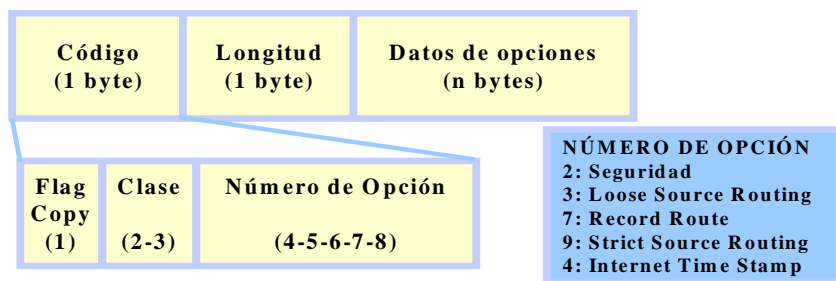 Código Longitud Datos de opciones
(1 byte) (1 byte) (n bytes)
Flag Clase Número de Opción
Copy
(1) (2-3) (4-5-6-7-8)
NÚMERO DE OPCIÓN
2: Seguridad
3: Loose Source Routing
7: Record Route
9: Strict Source Routing
4: Internet Time Stamp